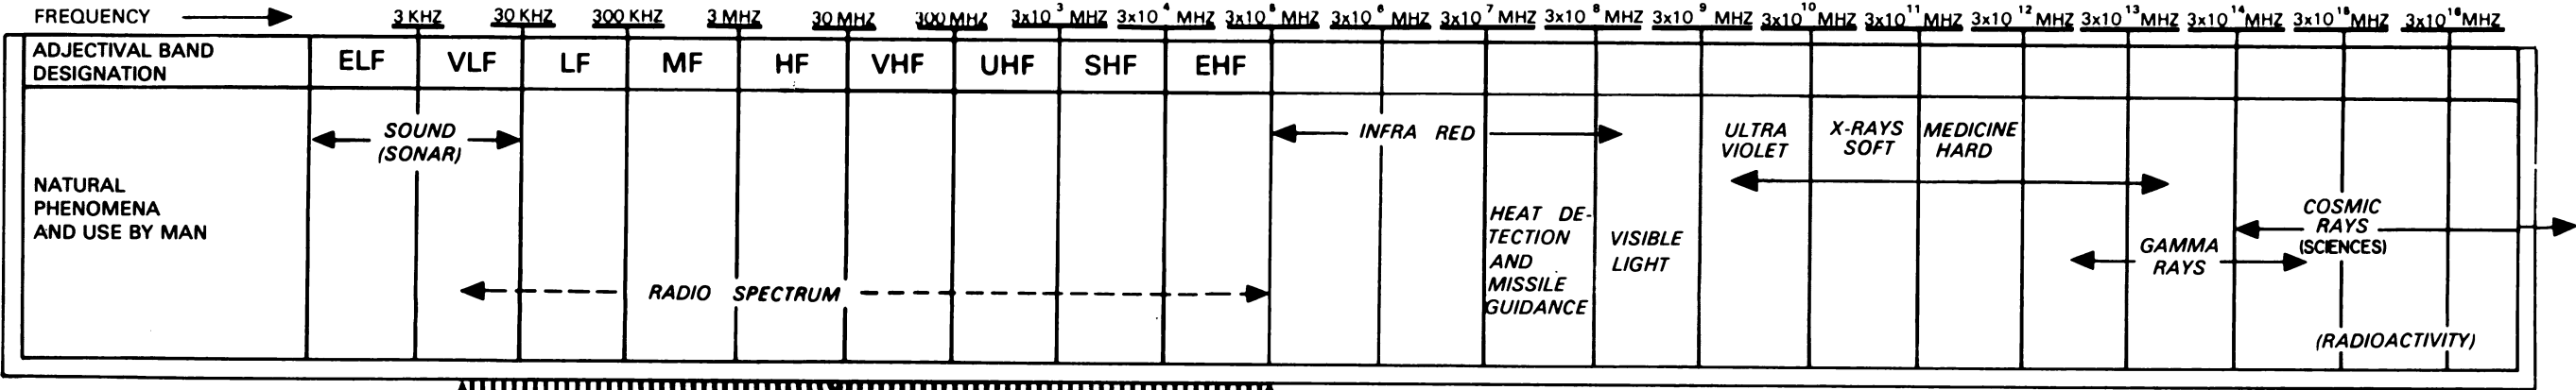 FREQUENCY 3 KHZ 30 KHZ 300 KHZ 3 MHZ 30 MHZ 300 MHZ 3x10³ MHZ 3x10⁴ MHZ 3x10⁵ MHZ 3x10⁶ MHZ 3x10⁷ MHZ 3x10⁸ MHZ 3x10⁹ MHZ 3x10¹⁰ MHZ 3x10¹¹ MHZ 3x10¹² MHZ 3x10¹³ MHZ 3x10¹⁴ MHZ 3x10¹⁵ MHZ 3x10¹⁶ MHZ
ADJECTIVAL BAND
DESIGNATION
ELF VLF LF MF HF VHF UHF SHF EHF
NATURAL
PHENOMENA
AND USE BY MAN
SOUND
(SONAR)
RADIO SPECTRUM
INFRA RED
HEAT DE-
TECTION
AND
MISSILE
GUIDANCE
VISIBLE
LIGHT
ULTRA
VIOLET
X-RAYS
SOFT
MEDICINE
HARD
GAMMA
RAYS
COSMIC
RAYS
(SCIENCES)
(RADIOACTIVITY)